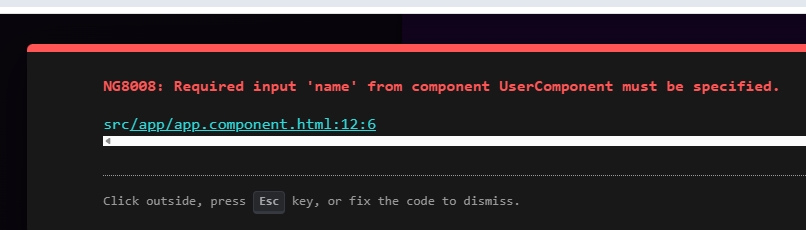 NG8008: Required input 'name' from component UserComponent must be specified.
src/app/app.component.html:12:6
Click outside, press Esc key, or fix the code to dismiss.